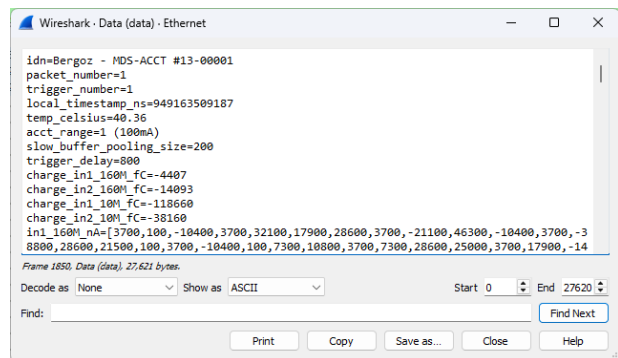 Wireshark · Data (data) · Ethernet
idn=Bergoz - MDS-ACCT #13-00001
packet_number=1
trigger_number=1
local_timestamp_ns=949163509187
temp_celsius=40.36
acct_range=1 (100mA)
slow_buffer_pooling_size=200
trigger_delay=800
charge_in1_160M_fC=-4407
charge_in2_160M_fC=-14093
charge_in1_10M_fC=-118660
charge_in2_10M_fC=-38160
in1_160M_nA=[3700,100,-10400,3700,32100,17900,28600,3700,-21100,46300,-10400,3700,-3
8800,28600,21500,100,3700,-10400,100,7300,10800,3700,7300,28600,25000,3700,17900,-14
Frame 1850, Data (data), 27,621 bytes.
Decode as None Show as ASCII Start 0 End 27620
Find: Find Next
Print Copy Save as... Close Help